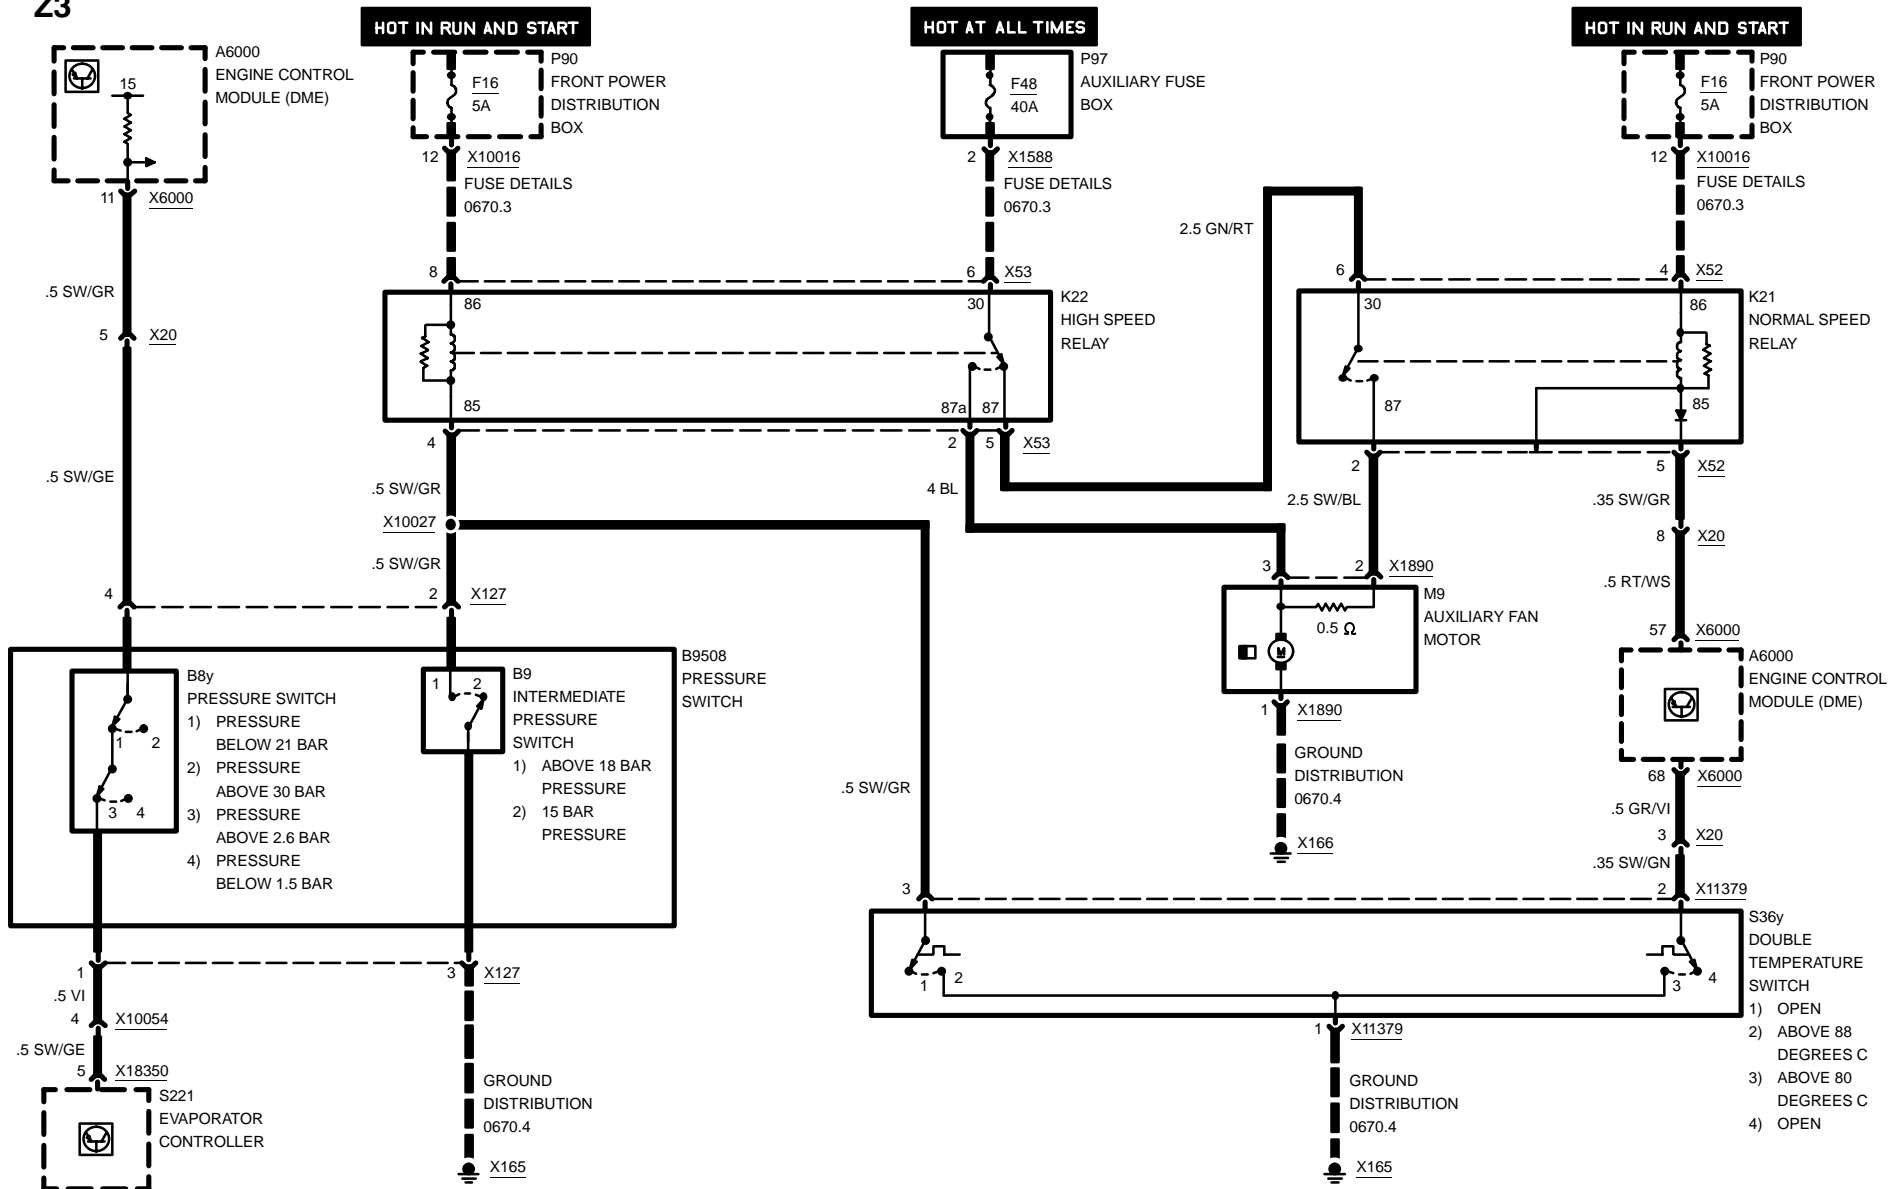 Z3
HOT IN RUN AND START
HOT AT ALL TIMES
HOT IN RUN AND START
A6000
ENGINE CONTROL
MODULE (DME)
15
11
X6000
.5 SW/GR
5
X20
.5 SW/GE
P90
FRONT POWER
DISTRIBUTION
BOX
F16
5A
12
X10016
FUSE DETAILS
0670.3
P97
AUXILIARY FUSE
BOX
F48
40A
2
X1588
FUSE DETAILS
0670.3
P90
FRONT POWER
DISTRIBUTION
BOX
F16
5A
12
X10016
FUSE DETAILS
0670.3
2.5 GN/RT
8
6
X53
86
30
K22
HIGH SPEED
RELAY
85
87a
87
4
2
5
X53
6
4
X52
30
86
K21
NORMAL SPEED
RELAY
87
85
2
5
X52
.5 SW/GR
X10027
.5 SW/GR
4 BL
2.5 SW/BL
.35 SW/GR
8
X20
.5 RT/WS
57
X6000
A6000
ENGINE CONTROL
MODULE (DME)
68
X6000
.5 GR/VI
3
X20
.35 SW/GN
3
2
X1890
M9
AUXILIARY FAN
MOTOR
0.5 Ω
M
1
X1890
GROUND
DISTRIBUTION
0670.4
X166
4
2
X127
B9508
PRESSURE
SWITCH
B8y
PRESSURE SWITCH
1) PRESSURE
BELOW 21 BAR
2) PRESSURE
ABOVE 30 BAR
3) PRESSURE
ABOVE 2.6 BAR
4) PRESSURE
BELOW 1.5 BAR
1
2
3
4
B9
INTERMEDIATE
PRESSURE
SWITCH
1) ABOVE 18 BAR
PRESSURE
2) 15 BAR
PRESSURE
1
2
.5 SW/GR
1
3
X127
.5 VI
4
X10054
.5 SW/GE
5
X18350
S221
EVAPORATOR
CONTROLLER
GROUND
DISTRIBUTION
0670.4
X165
3
2
X11379
S36y
DOUBLE
TEMPERATURE
SWITCH
1) OPEN
2) ABOVE 88
DEGREES C
3) ABOVE 80
DEGREES C
4) OPEN
1
2
3
4
1
X11379
GROUND
DISTRIBUTION
0670.4
X165